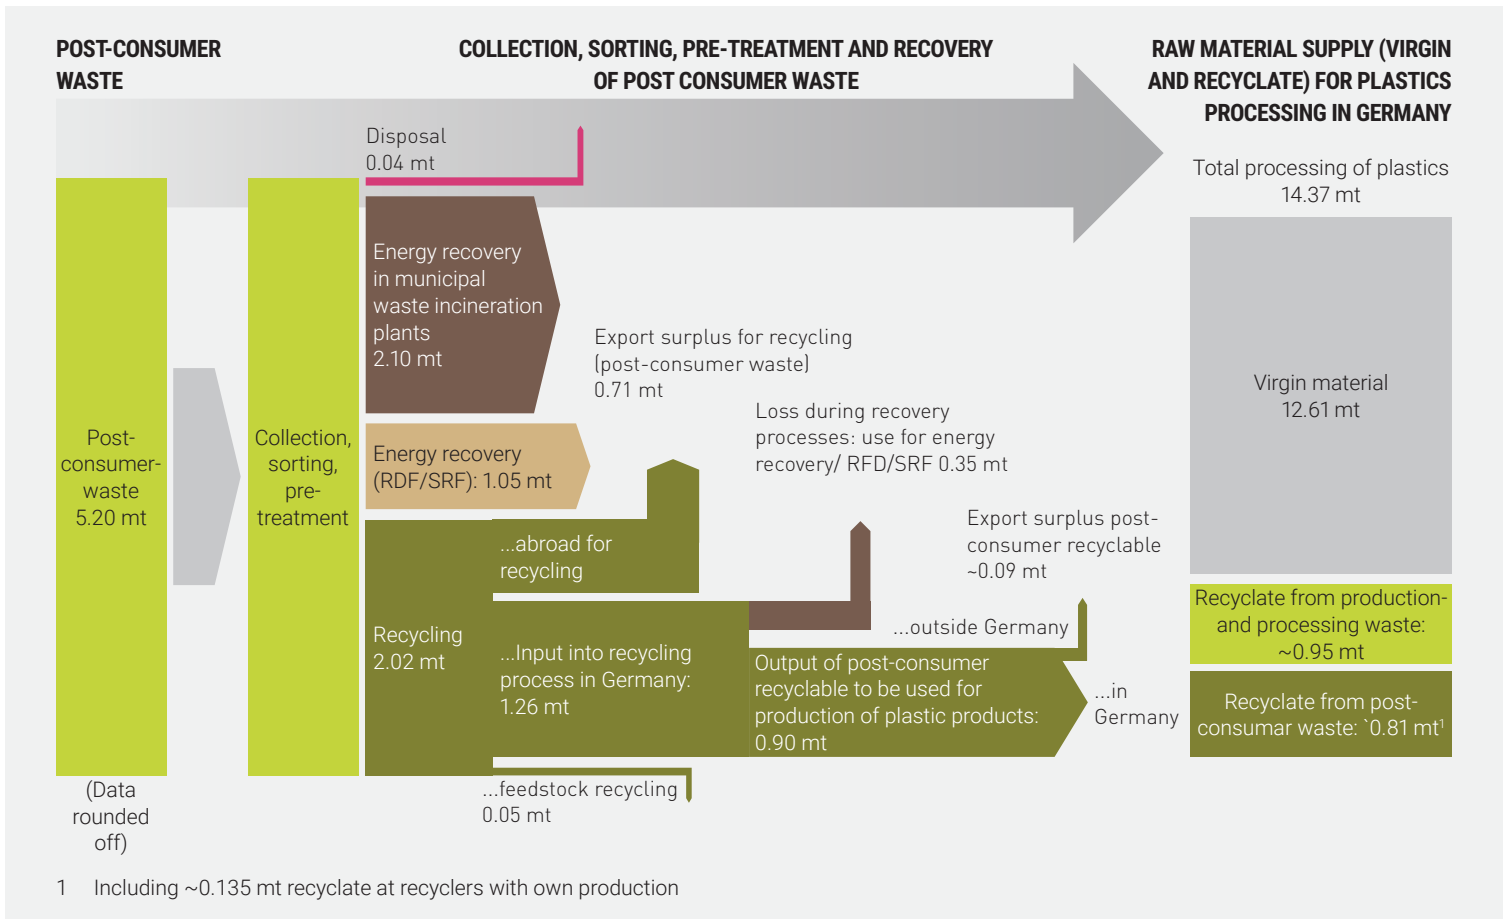 POST-CONSUMER
WASTE
COLLECTION, SORTING, PRE-TREATMENT AND RECOVERY
OF POST CONSUMER WASTE
RAW MATERIAL SUPPLY (VIRGIN
AND RECYCLATE) FOR PLASTICS
PROCESSING IN GERMANY
Disposal
0.04 mt
Total processing of plastics
14.37 mt
Energy recovery
in municipal
waste incineration
plants
2.10 mt
Export surplus for recycling
(post-consumer waste)
0.71 mt
Loss during recovery
processes: use for energy
recovery/ RFD/SRF 0.35 mt
Virgin material
12.61 mt
Post-
consumer-
waste
5.20 mt
Collection,
sorting,
pre-
treatment
Energy recovery
(RDF/SRF): 1.05 mt
Export surplus post-
consumer recyclable
~0.09 mt
...abroad for
recycling
Recycling
2.02 mt
...Input into recycling
process in Germany:
1.26 mt
...outside Germany
Output of post-consumer
recyclable to be used for
production of plastic products:
0.90 mt
...in
Germany
Recyclate from production-
and processing waste:
~0.95 mt
Recyclate from post-
consumar waste: `0.81 mt¹
...feedstock recycling
0.05 mt
(Data
rounded
off)
1 Including ~0.135 mt recyclate at recyclers with own production